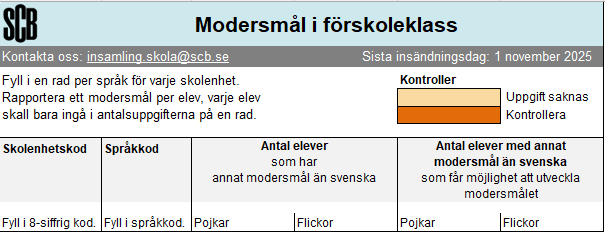 SCB
Modersmål i förskoleklass
Kontakta oss: insamling.skola@scb.se
Sista insändningsdag: 1 november 2025
Fyll i en rad per språk för varje skolenhet.
Rapportera ett modersmål per elev, varje elev
skall bara ingå i antalsuppgifterna på en rad.
Kontroller
Uppgift saknas
Kontrollera
Skolenhetskod
Språkkod
Antal elever
som har
annat modersmål än svenska
Antal elever med annat
modersmål än svenska
som får möjlighet att utveckla
modersmålet
Fyll i 8-siffrig kod.
Fyll i språkkod.
Pojkar
Flickor
Pojkar
Flickor